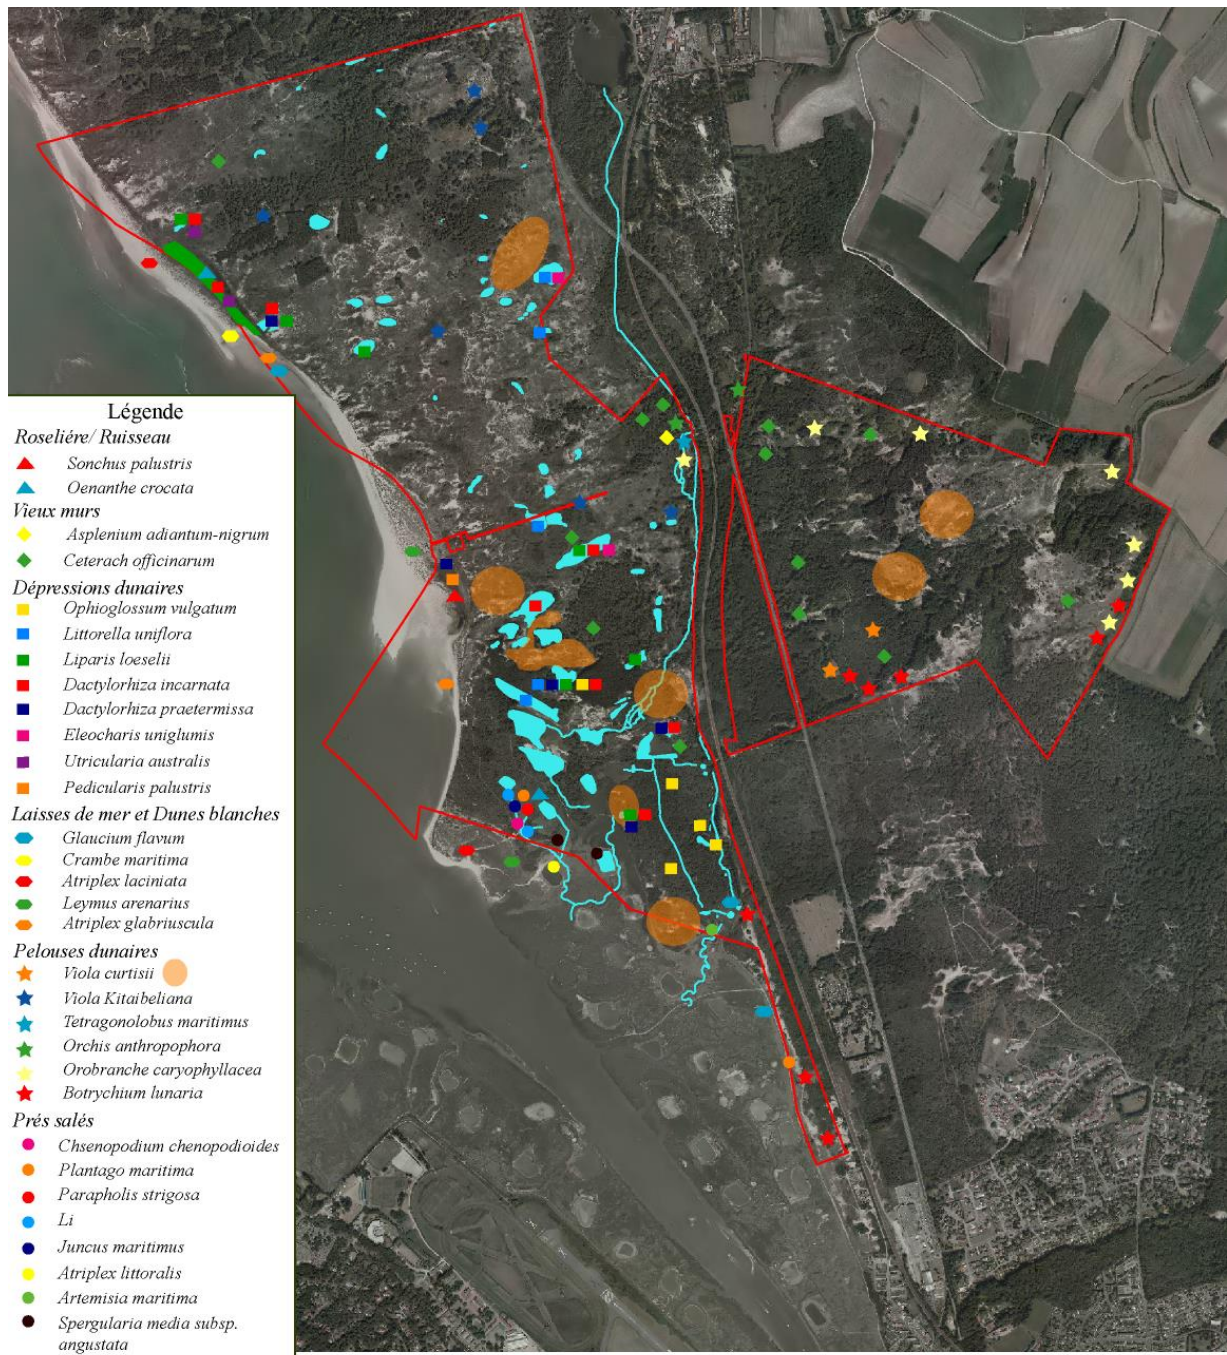 Légende
Roseliére/ Ruisseau
Sonchus palustris
Oenanthe crocata
Vieux murs
Asplenium adiantum-nigrum
Ceterach officinarum
Dépressions dunaires
Ophioglossum vulgatum
Littorella uniflora
Liparis loeselii
Dactylorhiza incarnata
Dactylorhiza praetermissa
Eleocharis uniglumis
Utricularia australis
Pedicularis palustris
Laisses de mer et Dunes blanches
Glaucium flavum
Crambe maritima
Atriplex laciniata
Leymus arenarius
Atriplex glabriuscula
Pelouses dunaires
Viola curtisii
Viola Kitaibeliana
Tetragonolobus maritimus
Orchis anthropophora
Orobranche caryophyllacea
Botrychium lunaria
Prés salés
Chsenopodium chenopodioides
Plantago maritima
Parapholis strigosa
Li
Juncus maritimus
Atriplex littoralis
Artemisia maritima
Spergularia media subsp.
angustata